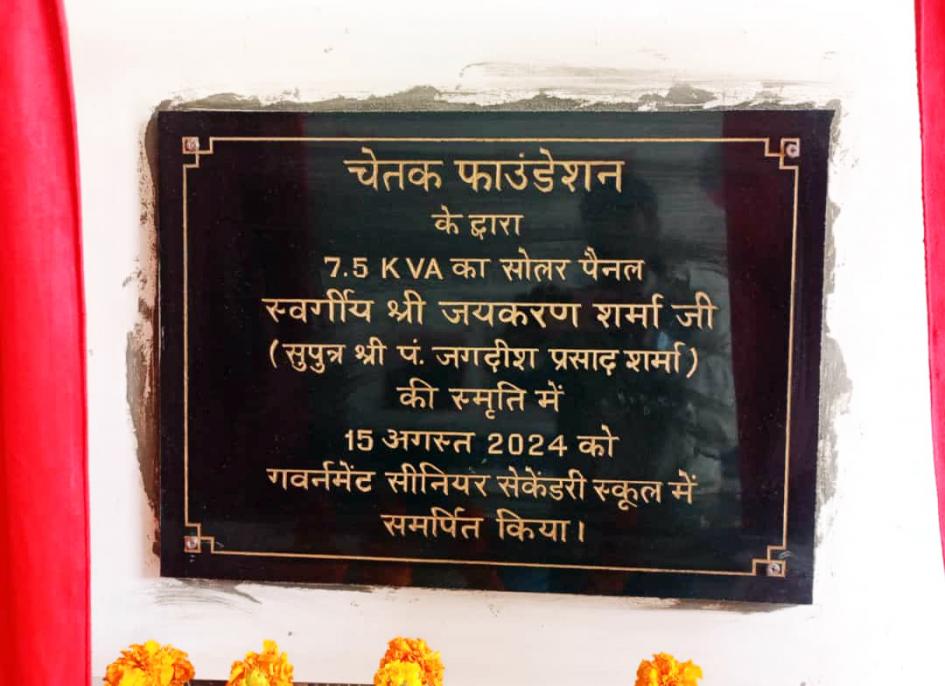 चेतक फाउंडेशन
के द्वारा
7.5 KVA का सोलर पैनल
स्वर्गीय श्री जयकरण शर्मा जी
(सुपुत्र श्री पं. जगदीश प्रसाद शर्मा)
की स्मृति में
15 अगस्त 2024 को
गवर्नमेंट सीनियर सेकेंडरी स्कूल में
समर्पित किया।